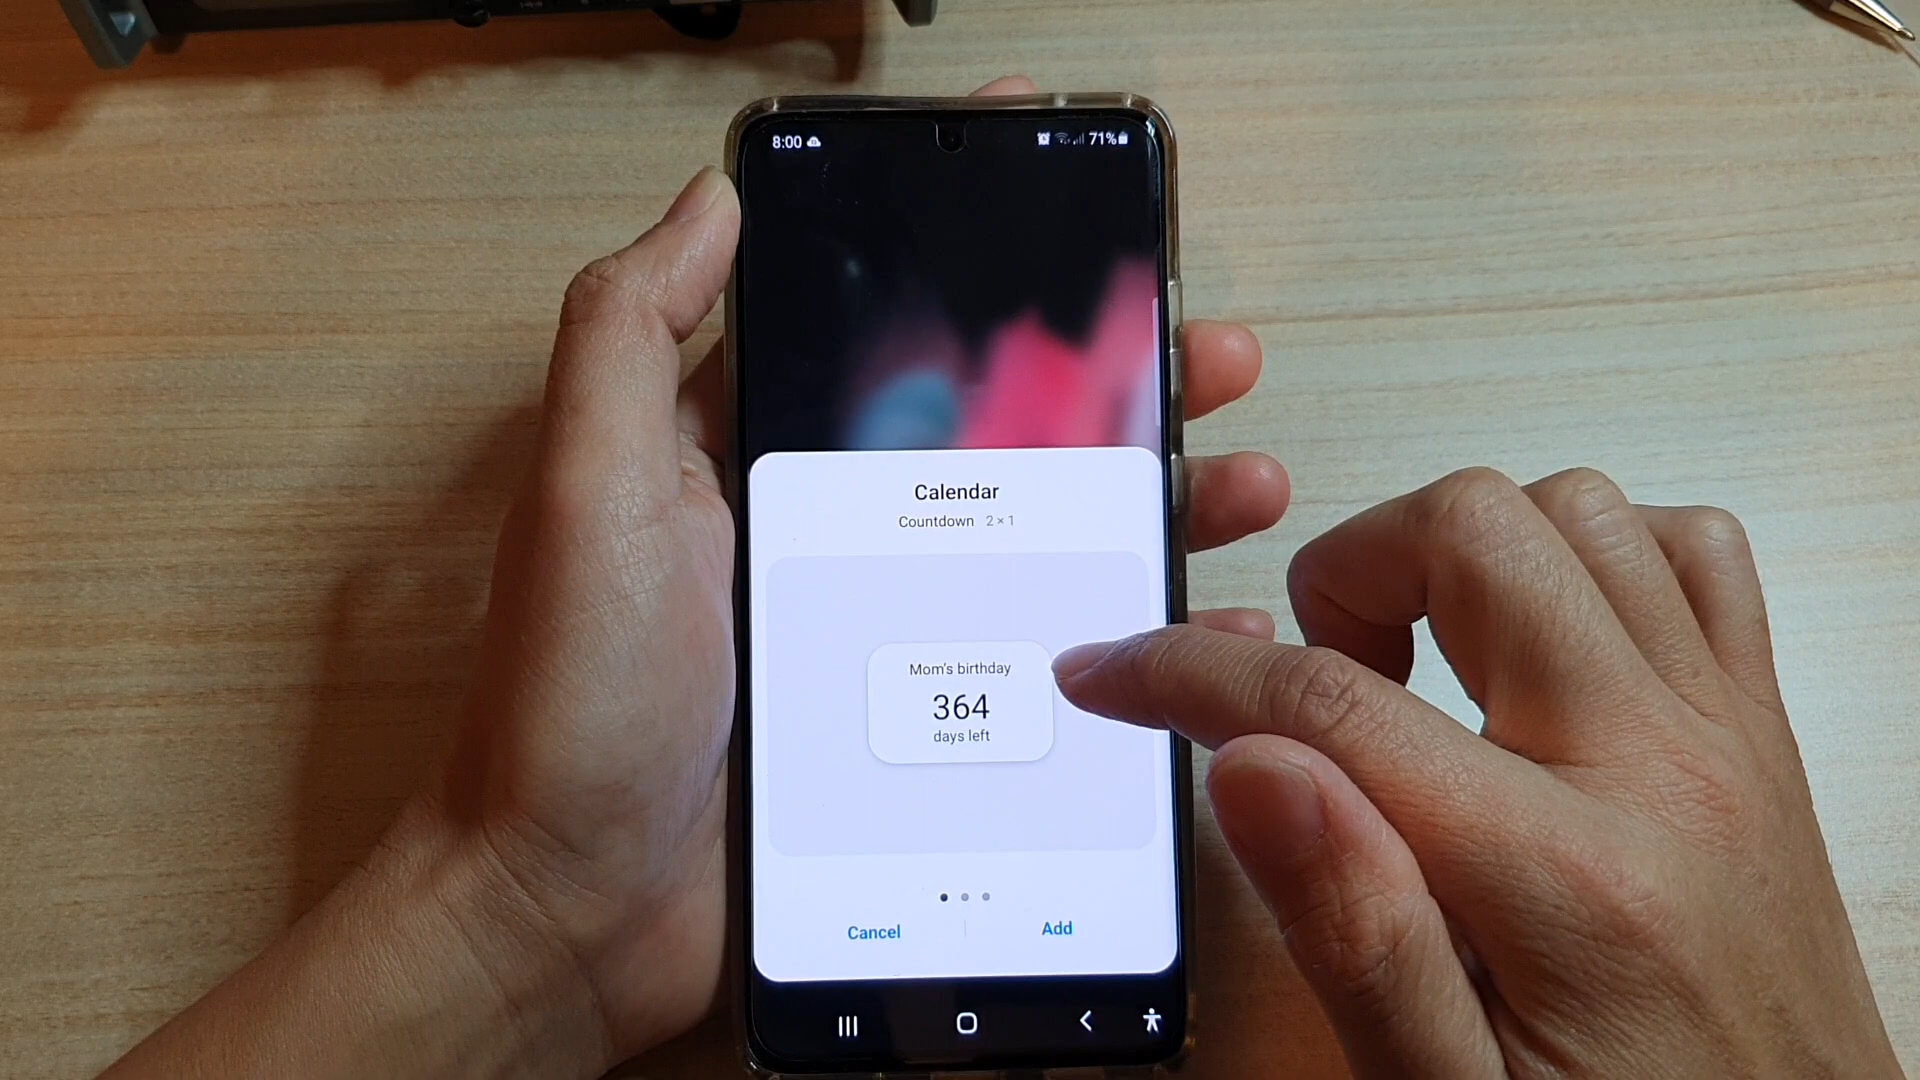 8:00
71%
Calendar
Countdown 2 × 1
Mom's birthday
364
days left
Cancel
Add